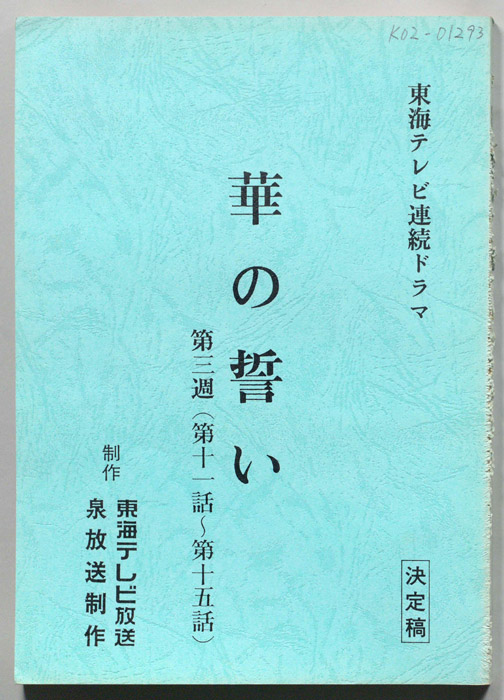 K02-01293
東海テレビ連続ドラマ
華の誓い
第三週（第十一話～第十五話）
制作
東海テレビ放送
泉放送制作
決定稿